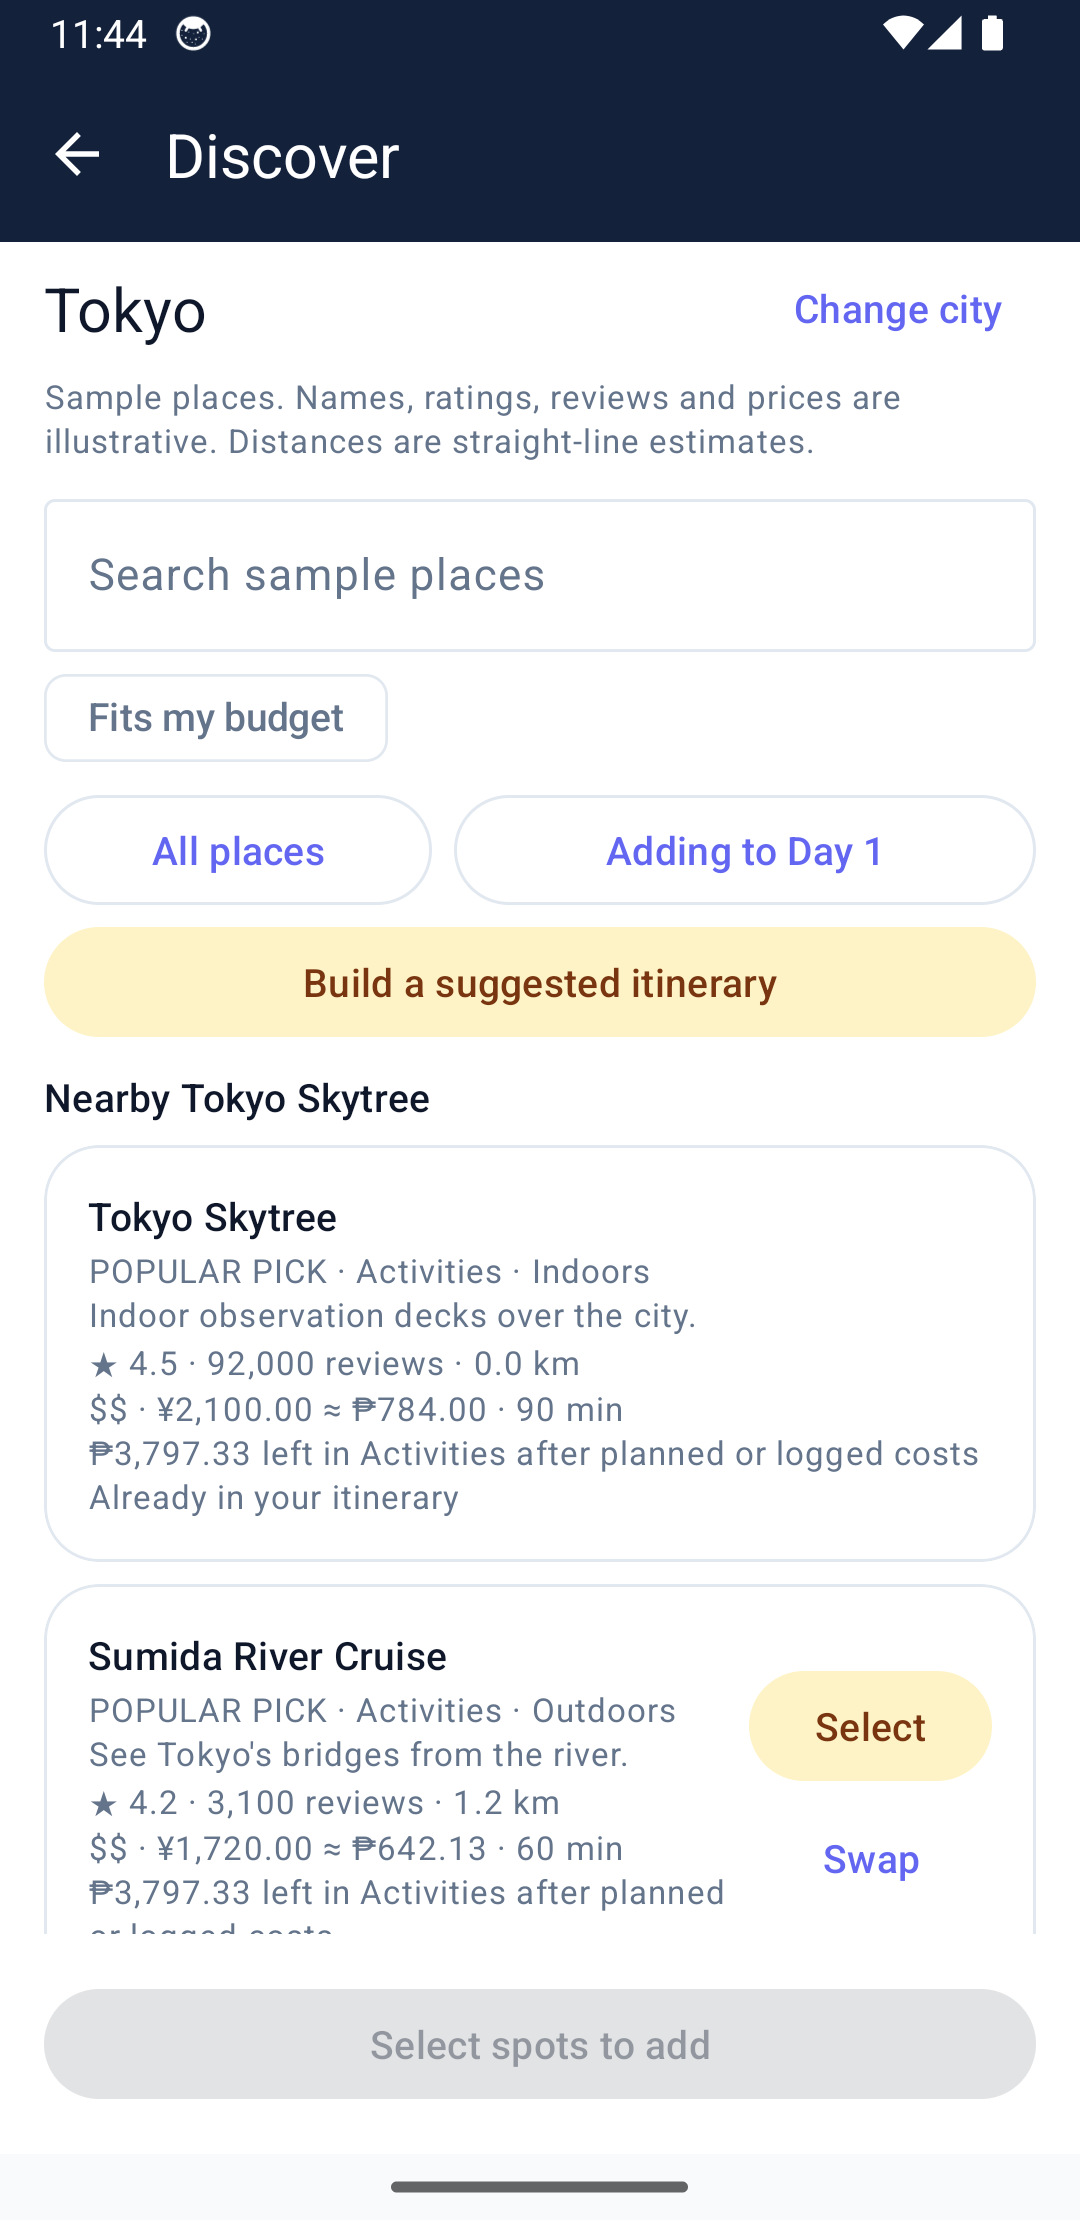 11:44
Discover
Tokyo
Change city
Sample places. Names, ratings, reviews and prices are
illustrative. Distances are straight-line estimates.
Search sample places
Fits my budget
All places
Adding to Day 1
Build a suggested itinerary
Nearby Tokyo Skytree
Tokyo Skytree
POPULAR PICK · Activities · Indoors
Indoor observation decks over the city.
★ 4.5 · 92,000 reviews · 0.0 km
$$ · ¥2,100.00 ≈ ₱784.00 · 90 min
₱3,797.33 left in Activities after planned or logged costs
Already in your itinerary
Sumida River Cruise
POPULAR PICK · Activities · Outdoors
See Tokyo's bridges from the river.
★ 4.2 · 3,100 reviews · 1.2 km
$$ · ¥1,720.00 ≈ ₱642.13 · 60 min
₱3,797.33 left in Activities after planned
or logged costs
Select
Swap
Select spots to add